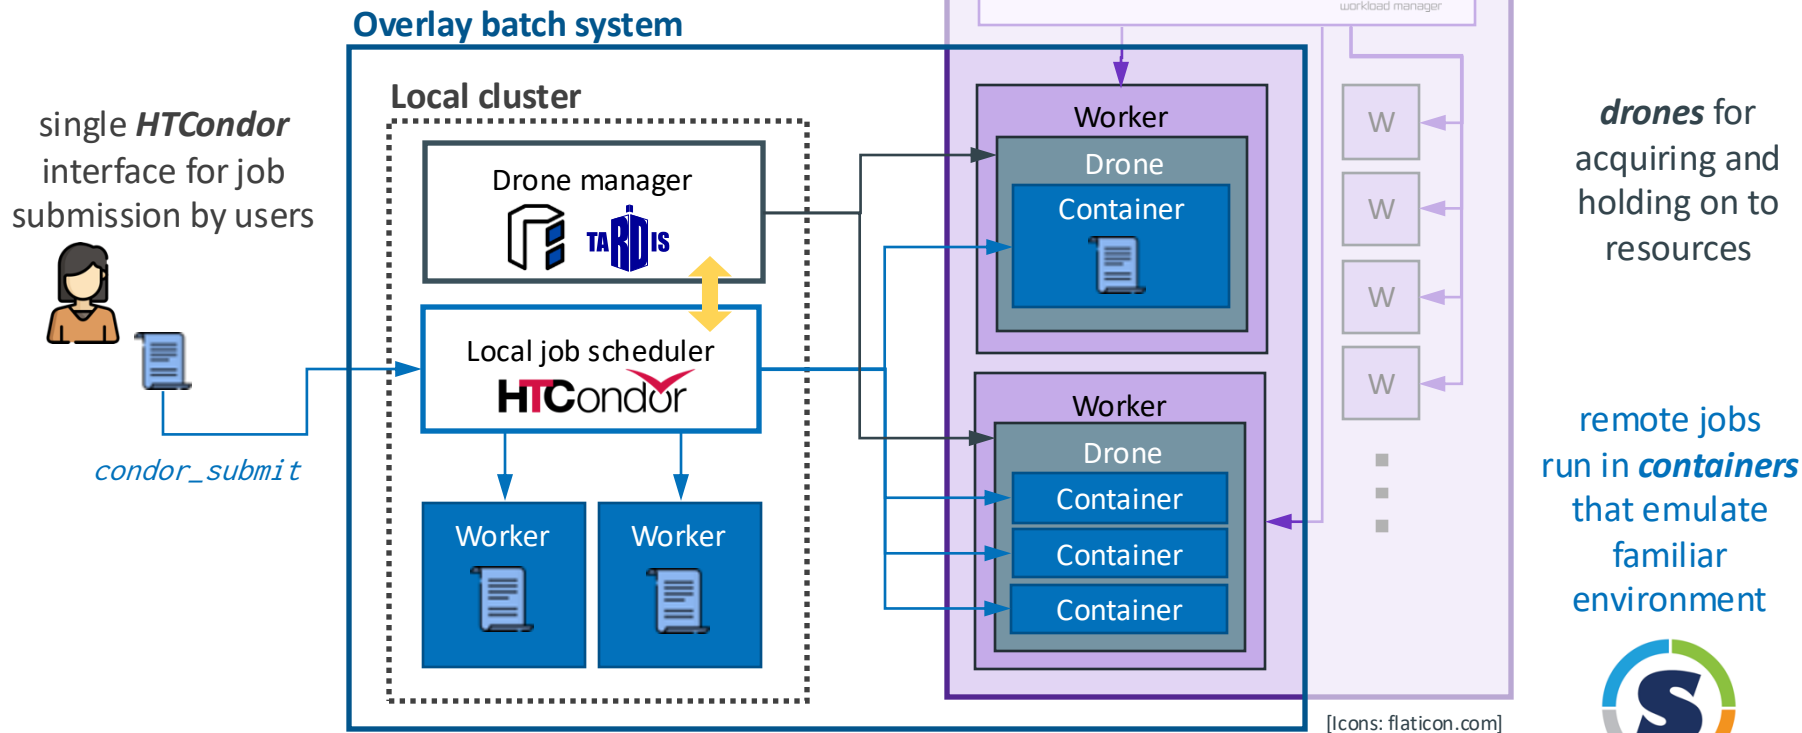 workload manager
Overlay batch system
Local cluster
single HTCondor
interface for job
submission by users
condor_submit
Drone manager
TARDIS
Local job scheduler
HTCondor
Worker
Worker
Worker
Drone
Container
Worker
Drone
Container
Container
Container
W
W
W
W
drones for
acquiring and
holding on to
resources
remote jobs
run in containers
that emulate
familiar
environment
S
[Icons: flaticon.com]